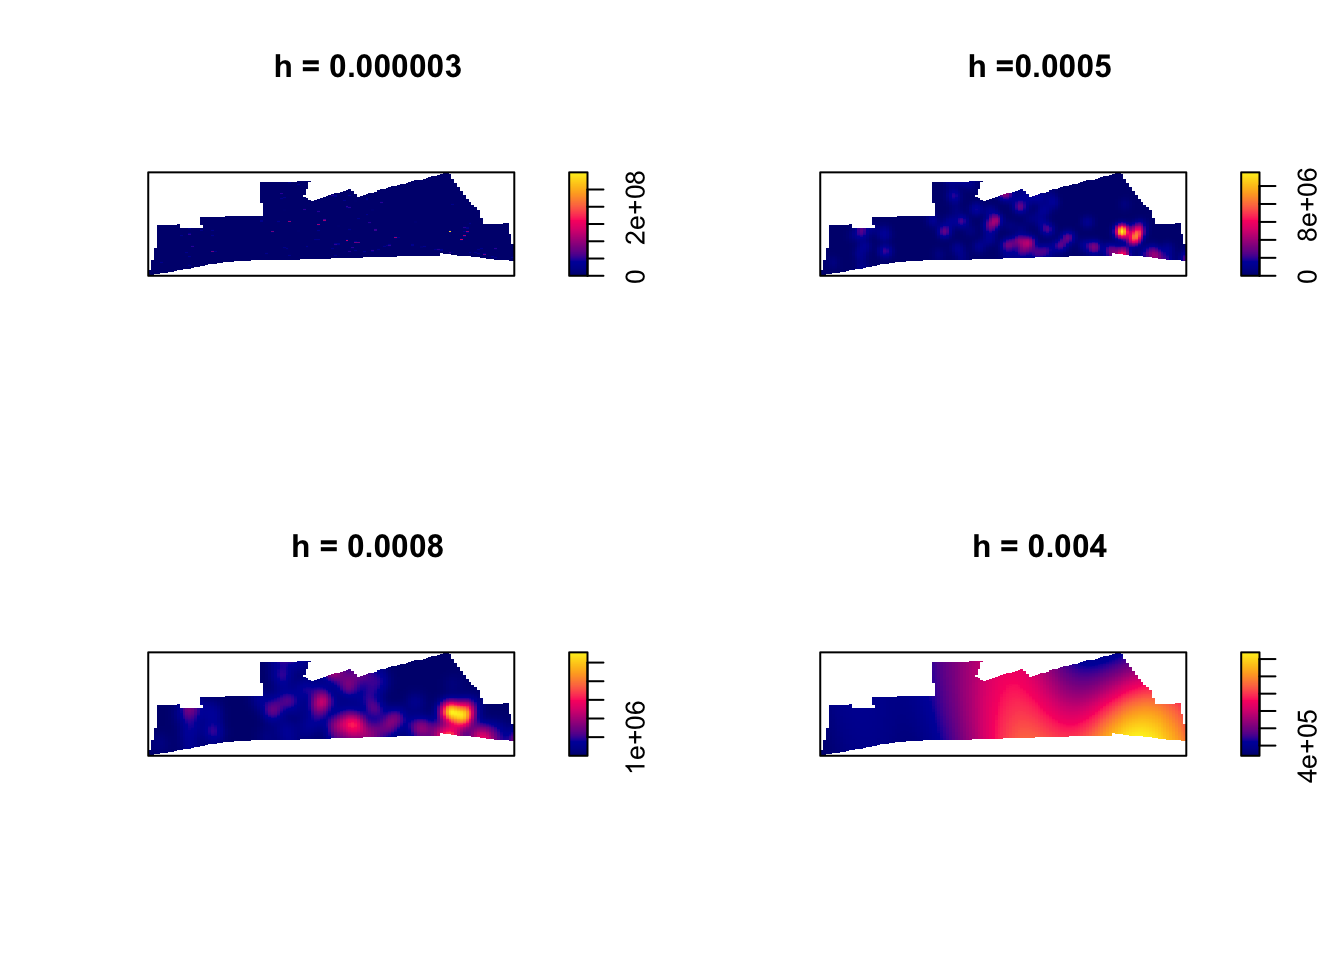 h = 0.000003
0
2e+08
h =0.0005
0
8e+06
h = 0.0008
1e+06
h = 0.004
4e+05